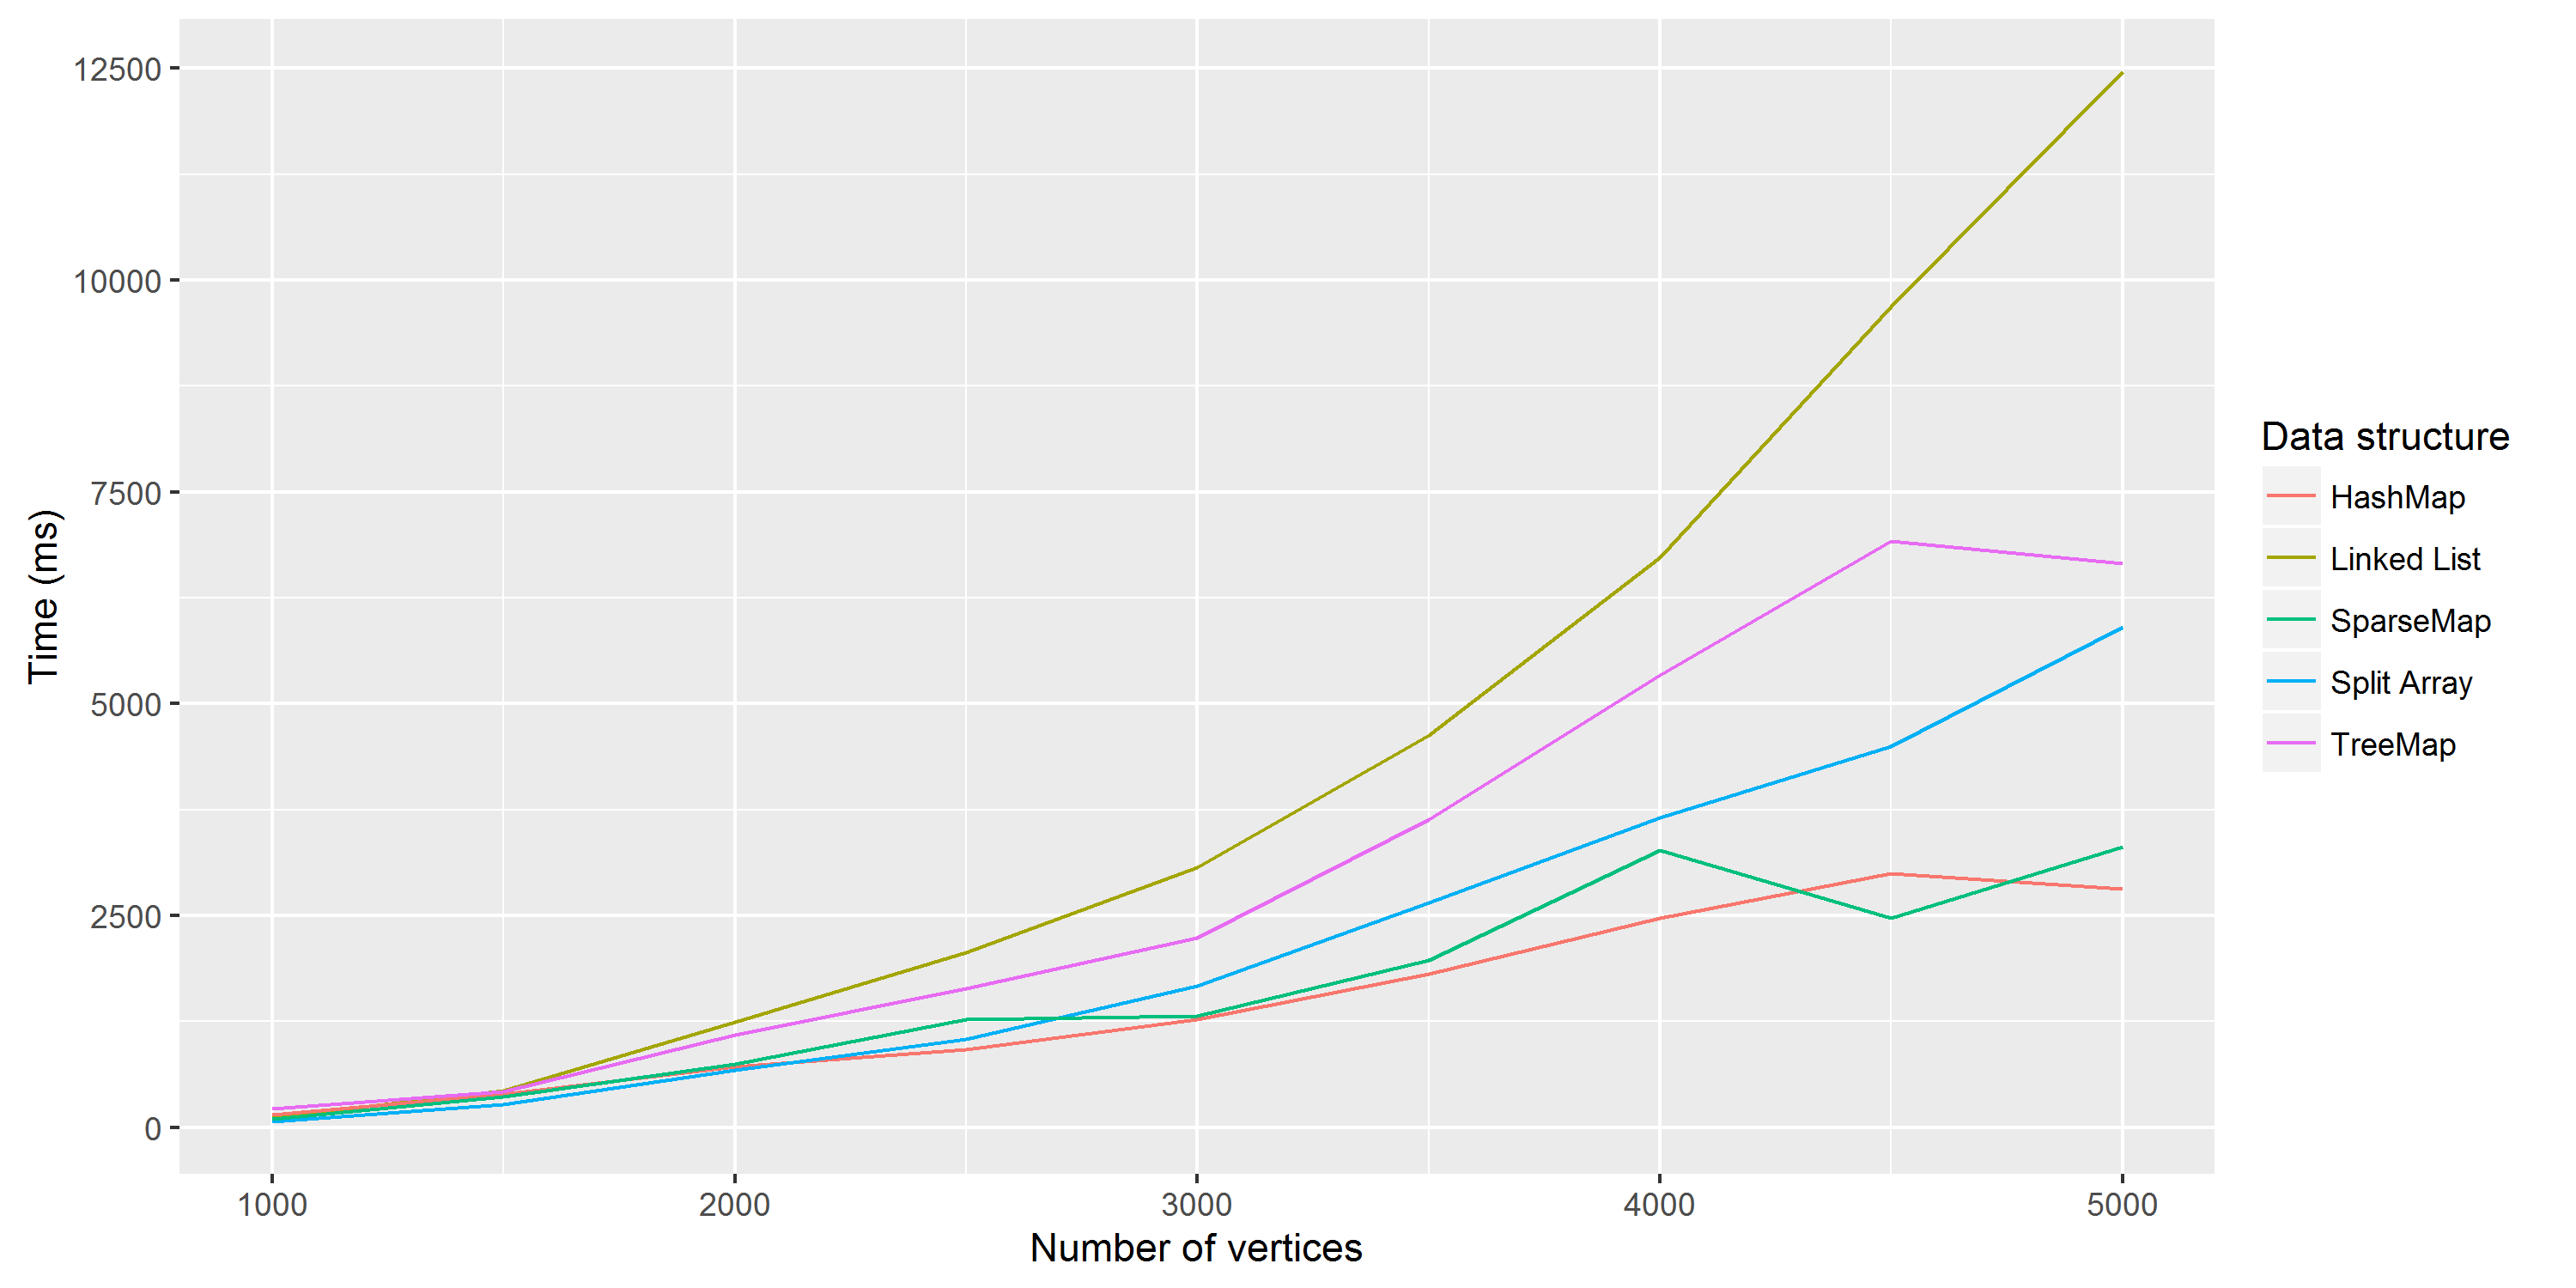 12500
10000
7500
5000
2500
0
Time (ms)
1000 2000 3000 4000 5000
Number of vertices
Data structure
HashMap
Linked List
SparseMap
Split Array
TreeMap